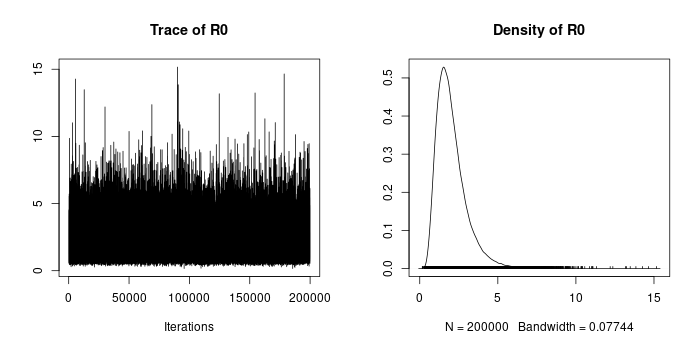 Trace of R0
15
10
5
0
0 50000 100000 150000 200000
Iterations
Density of R0
0.5
0.4
0.3
0.2
0.1
0.0
0 5 10 15
N = 200000 Bandwidth = 0.07744